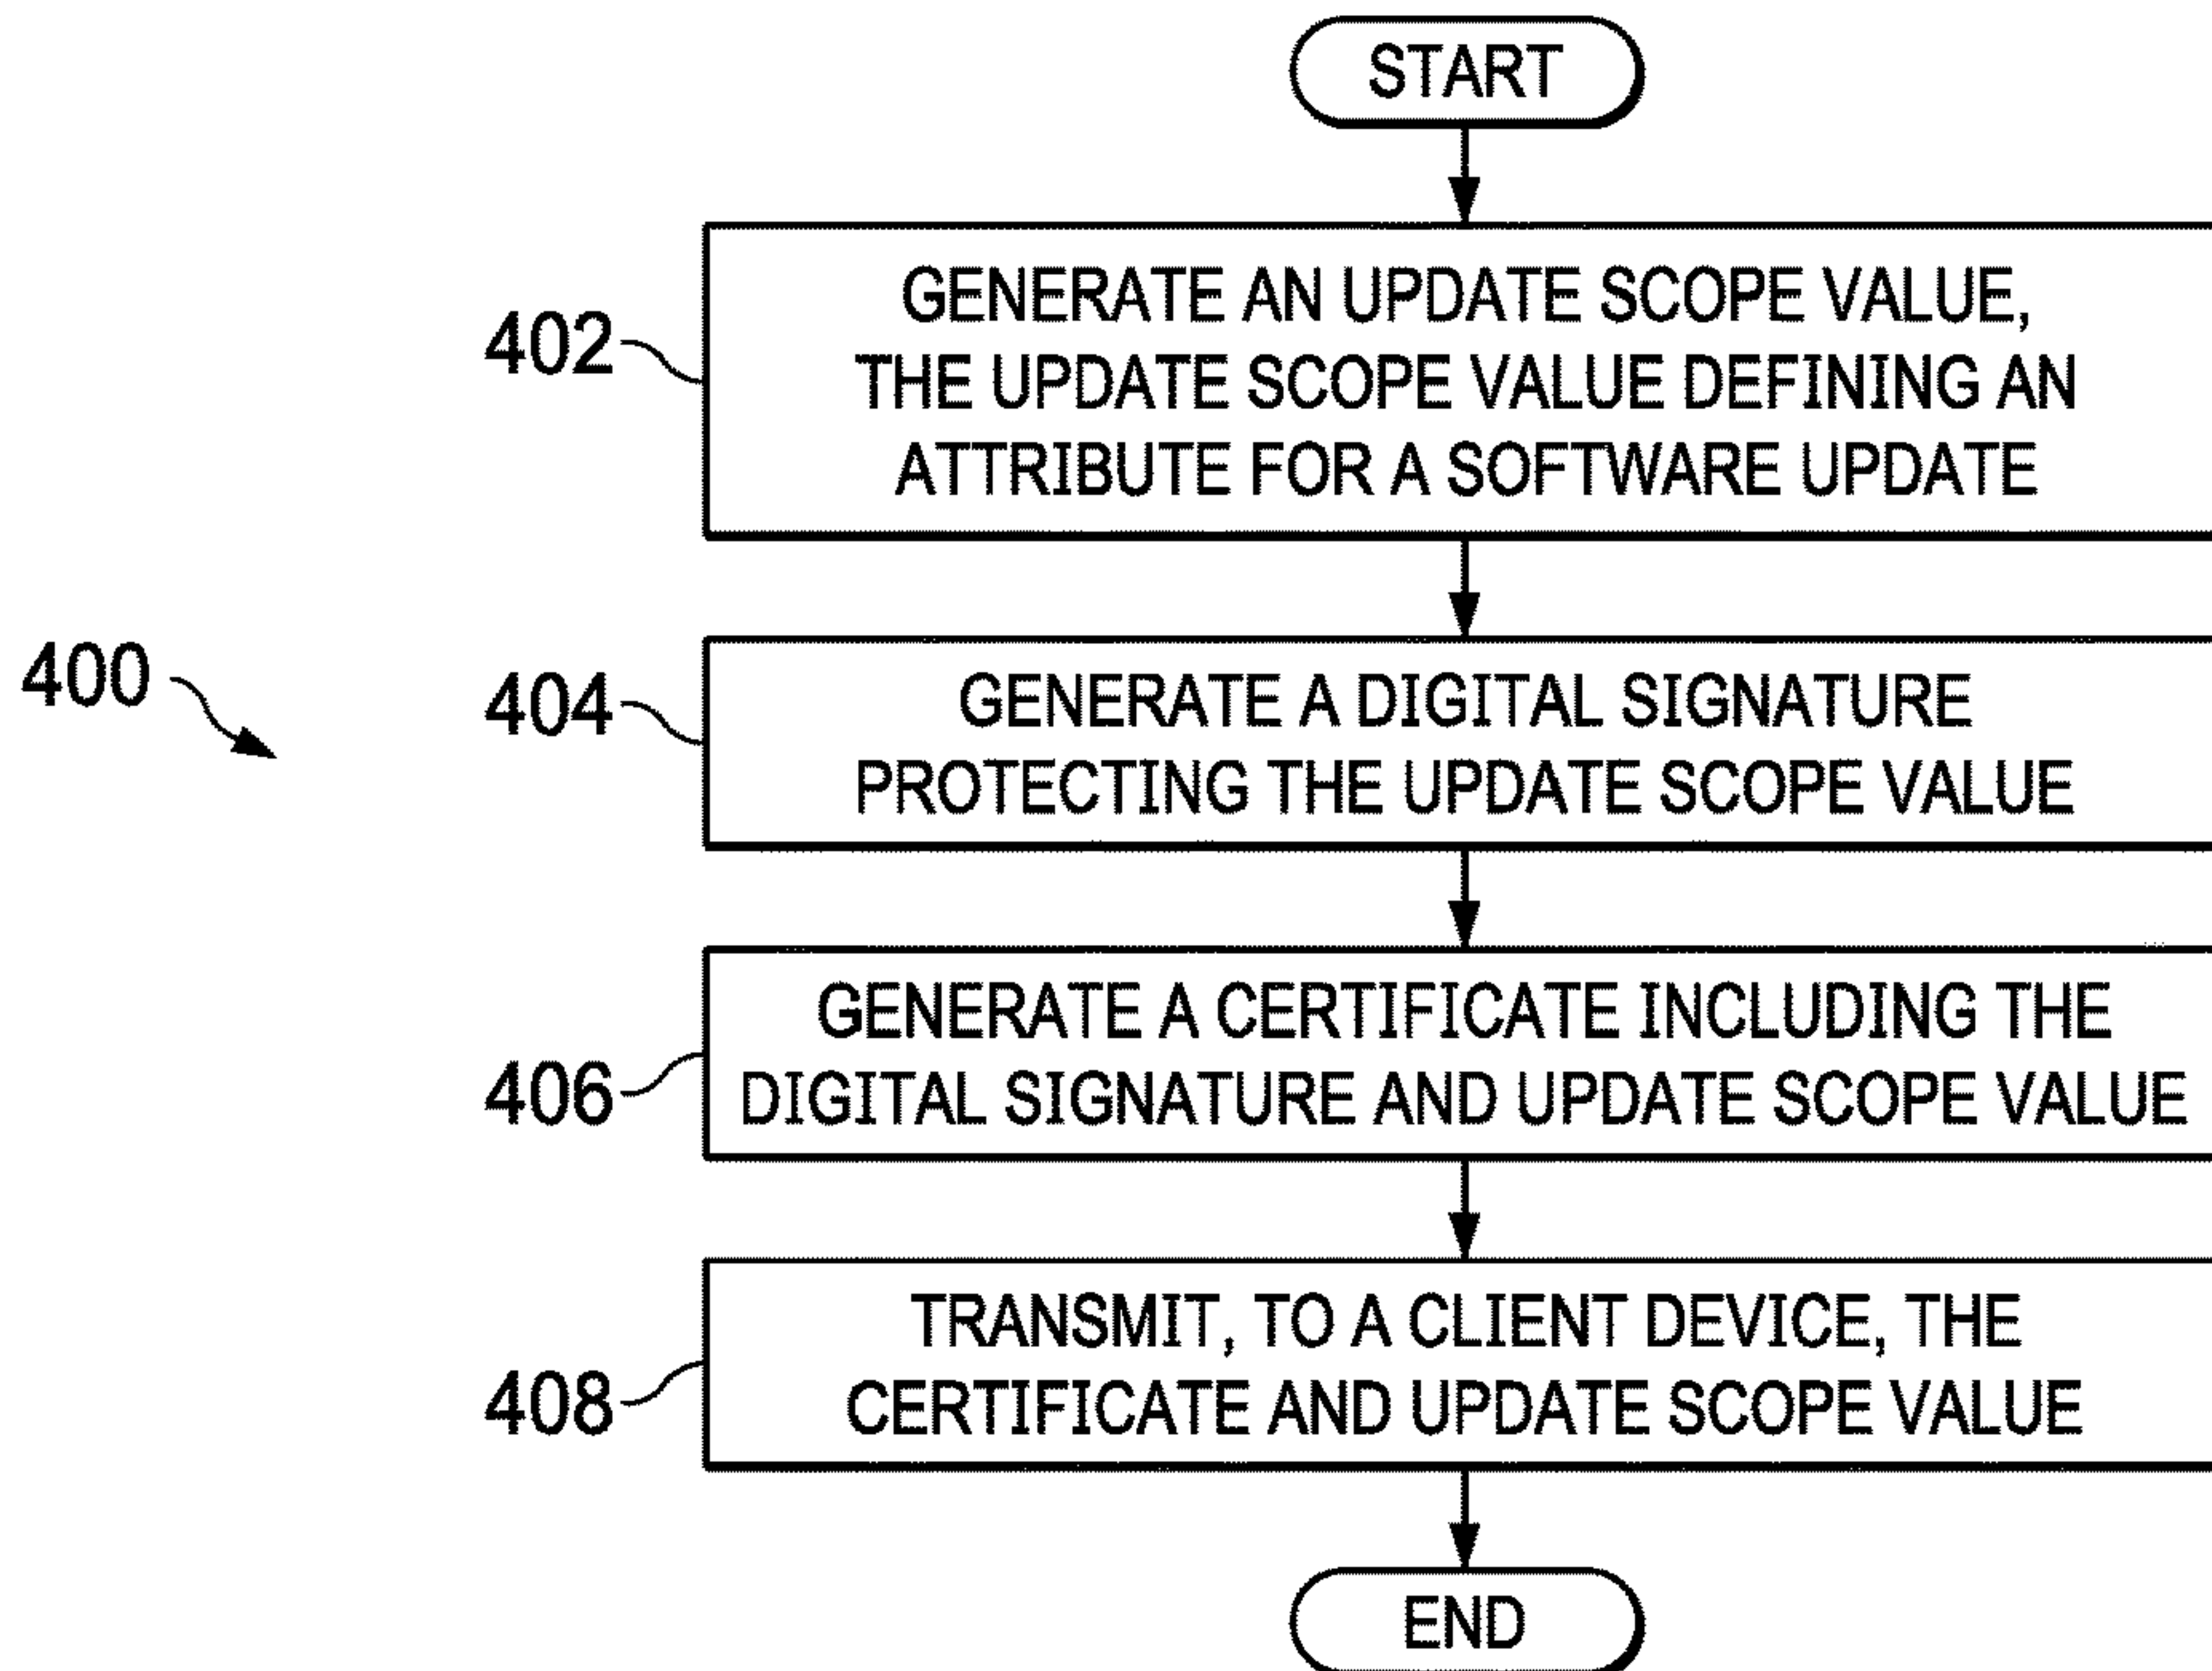 START
402
GENERATE AN UPDATE SCOPE VALUE,
THE UPDATE SCOPE VALUE DEFINING AN
ATTRIBUTE FOR A SOFTWARE UPDATE
400
404
GENERATE A DIGITAL SIGNATURE
PROTECTING THE UPDATE SCOPE VALUE
406
GENERATE A CERTIFICATE INCLUDING THE
DIGITAL SIGNATURE AND UPDATE SCOPE VALUE
408
TRANSMIT, TO A CLIENT DEVICE, THE
CERTIFICATE AND UPDATE SCOPE VALUE
END